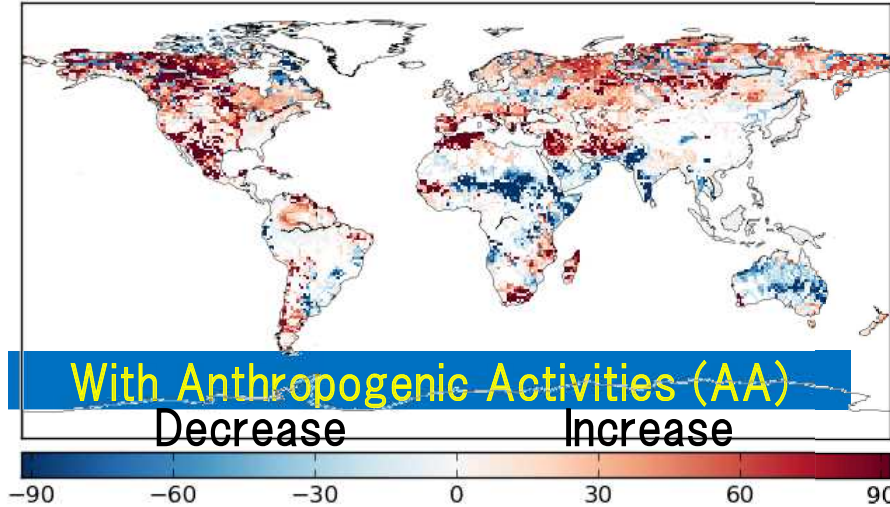 With Anthropogenic Activities (AA)
Decrease Increase
−90 −60 −30 0 30 60 90